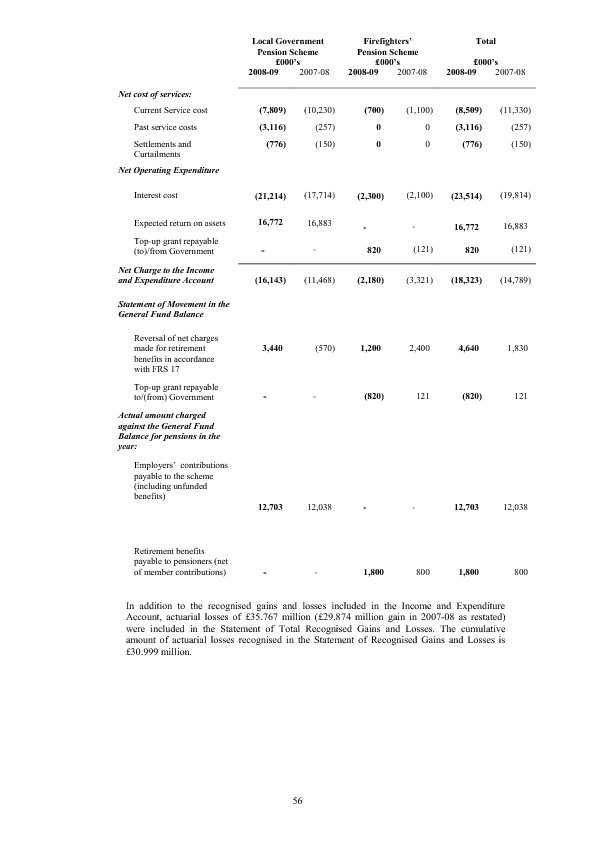 Local Government Firefighters' Total
Pension Scheme Pension Scheme
£000's £000's £000's
2008-09 2007-08 2008-09 2007-08 2008-09 2007-08
Net cost of services:
Current Service cost (7,809) (10,230) (700) (1,100) (8,509) (11,330)
Past service costs (3,116) (257) 0 0 (3,116) (257)
Settlements and (776) (150) 0 0 (776) (150)
Curtailments
Net Operating Expenditure
Interest cost (21,214) (17,714) (2,300) (2,100) (23,514) (19,814)
Expected return on assets 16,772 16,883 - - 16,772 16,883
Top-up grant repayable
(to)/from Government - - 820 (121) 820 (121)
Net Charge to the Income
and Expenditure Account (16,143) (11,468) (2,180) (3,321) (18,323) (14,789)
Statement of Movement in the
General Fund Balance
Reversal of net charges
made for retirement 3,440 (570) 1,200 2,400 4,640 1,830
benefits in accordance
with FRS 17
Top-up grant repayable
to/(from) Government - - (820) 121 (820) 121
Actual amount charged
against the General Fund
Balance for pensions in the
year:
Employers' contributions
payable to the scheme
(including unfunded
benefits)
12,703 12,038 - - 12,703 12,038
Retirement benefits
payable to pensioners (net
of member contributions) - - 1,800 800 1,800 800
In addition to the recognised gains and losses included in the Income and Expenditure
Account, actuarial losses of £35.767 million (£29.874 million gain in 2007-08 as restated)
were included in the Statement of Total Recognised Gains and Losses. The cumulative
amount of actuarial losses recognised in the Statement of Recognised Gains and Losses is
£30.999 million.
56